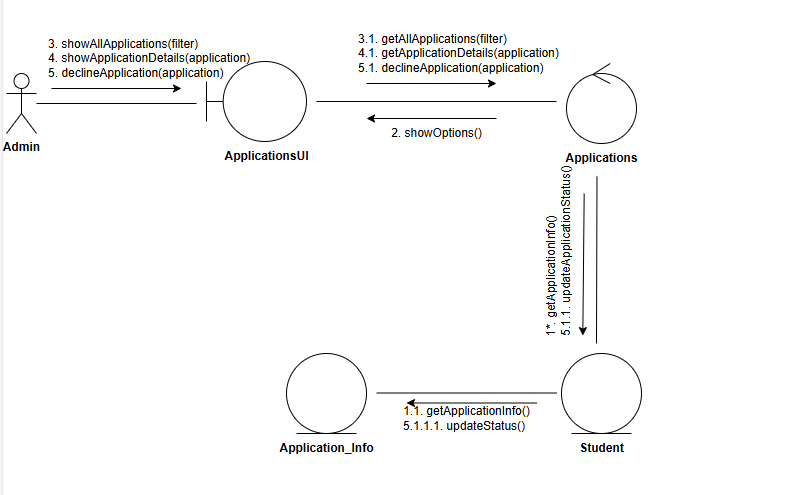 3. showAllApplications(filter)
4. showApplicationDetails(application)
5. declineApplication(application)
3.1. getAllApplications(filter)
4.1. getApplicationDetails(application)
5.1. declineApplication(application)
2. showOptions()
Admin
ApplicationsUI
Applications
1*. getApplicationInfo()
5.1.1. updateApplicationStatus()
1.1. getApplicationInfo()
5.1.1.1. updateStatus()
Application_Info
Student